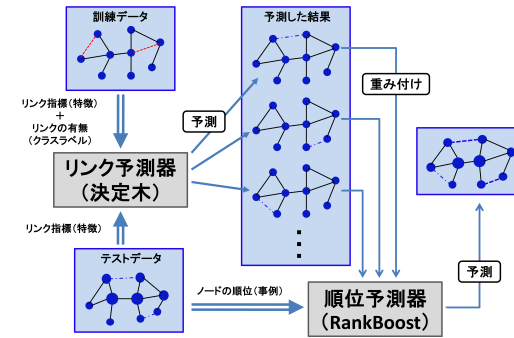 訓練データ
予測した結果
リンク指標(特徴)
+
リンクの有無
(クラスラベル)
予測
重み付け
リンク予測器
(決定木)
リンク指標(特徴)
テストデータ
ノードの順位(事例)
順位予測器
(RankBoost)
予測